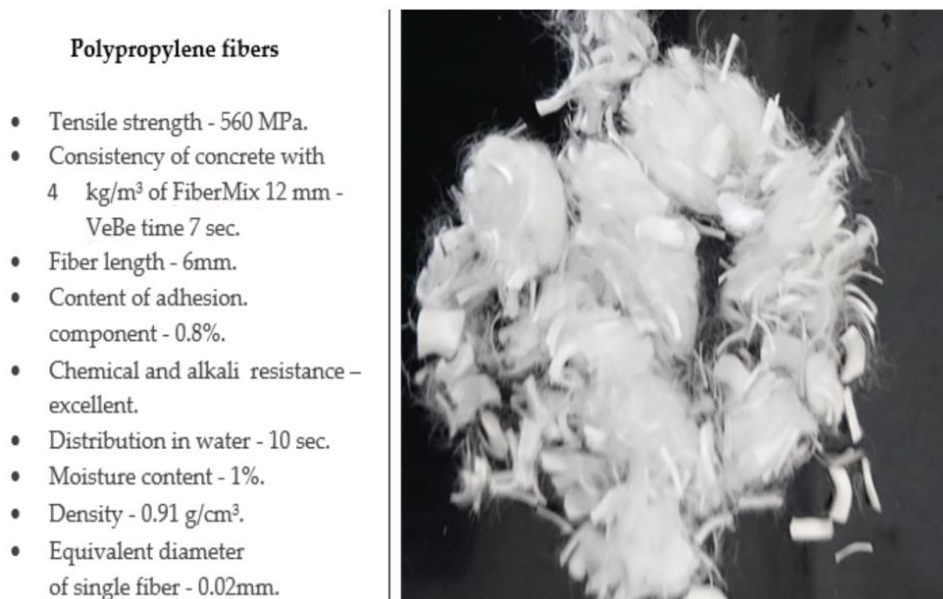 Polypropylene fibers
• Tensile strength - 560 MPa.
• Consistency of concrete with
4 kg/m³ of FiberMix 12 mm -
VeBe time 7 sec.
• Fiber length - 6mm.
• Content of adhesion.
component - 0.8%.
• Chemical and alkali resistance –
excellent.
• Distribution in water - 10 sec.
• Moisture content - 1%.
• Density - 0.91 g/cm³.
• Equivalent diameter
of single fiber - 0.02mm.